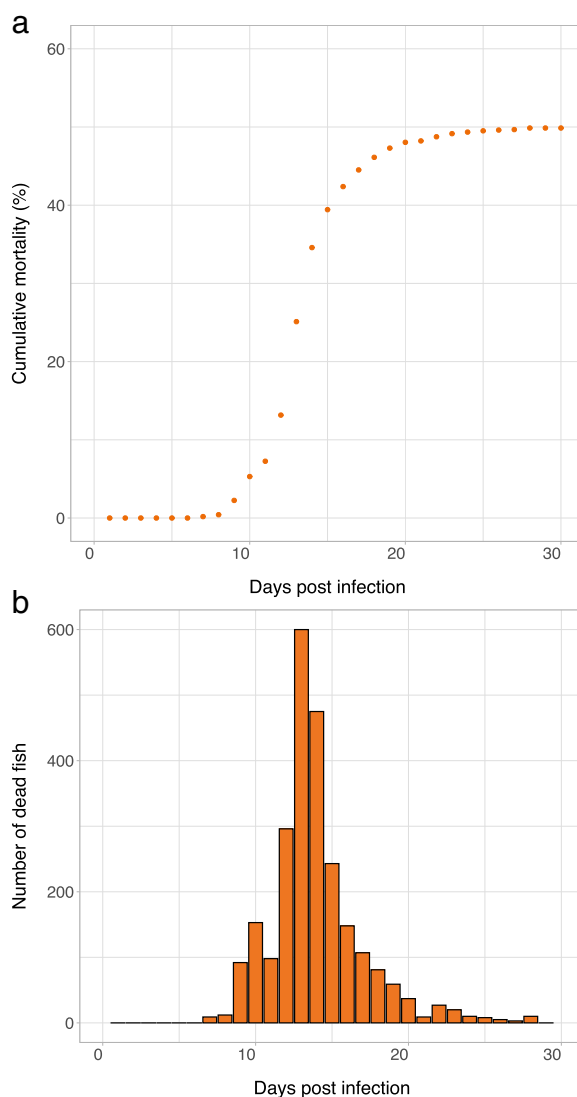 a
60
40
20
0
Cumulative mortality (%)
0 10 20 30
Days post infection
b
600
400
200
0
Number of dead fish
0 10 20 30
Days post infection